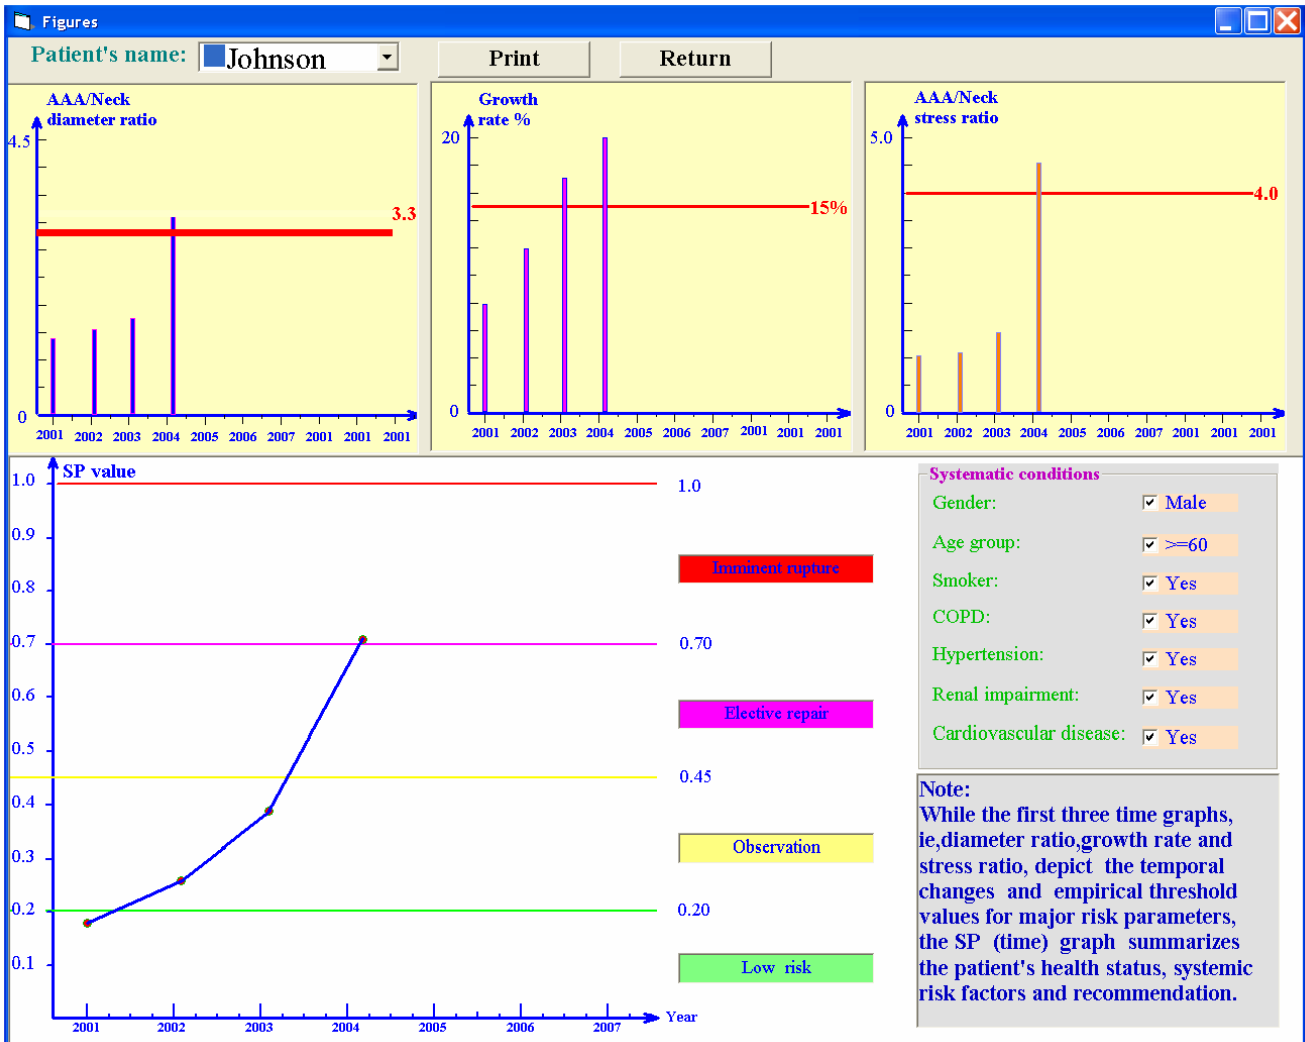 Figures
Patient's name: Johnson Print Return
AAA/Neck
diameter ratio
4.5
3.3
0
2001 2002 2003 2004 2005 2006 2007 2001 2001 2001
Growth
rate %
20
15%
0
2001 2002 2003 2004 2005 2006 2007 2001 2001 2001
AAA/Neck
stress ratio
5.0
4.0
0
2001 2002 2003 2004 2005 2006 2007 2001 2001 2001
SP value
1.0
0.9
0.8
0.7
0.6
0.5
0.4
0.3
0.2
0.1
2001 2002 2003 2004 2005 2006 2007
Year
1.0
Imminent rupture
0.70
Elective repair
0.45
Observation
0.20
Low risk
Systematic conditions
Gender: Male
Age group: >=60
Smoker: Yes
COPD: Yes
Hypertension: Yes
Renal impairment: Yes
Cardiovascular disease: Yes
Note:
While the first three time graphs,
ie,diameter ratio,growth rate and
stress ratio, depict the temporal
changes and empirical threshold
values for major risk parameters,
the SP (time) graph summarizes
the patient's health status, systemic
risk factors and recommendation.